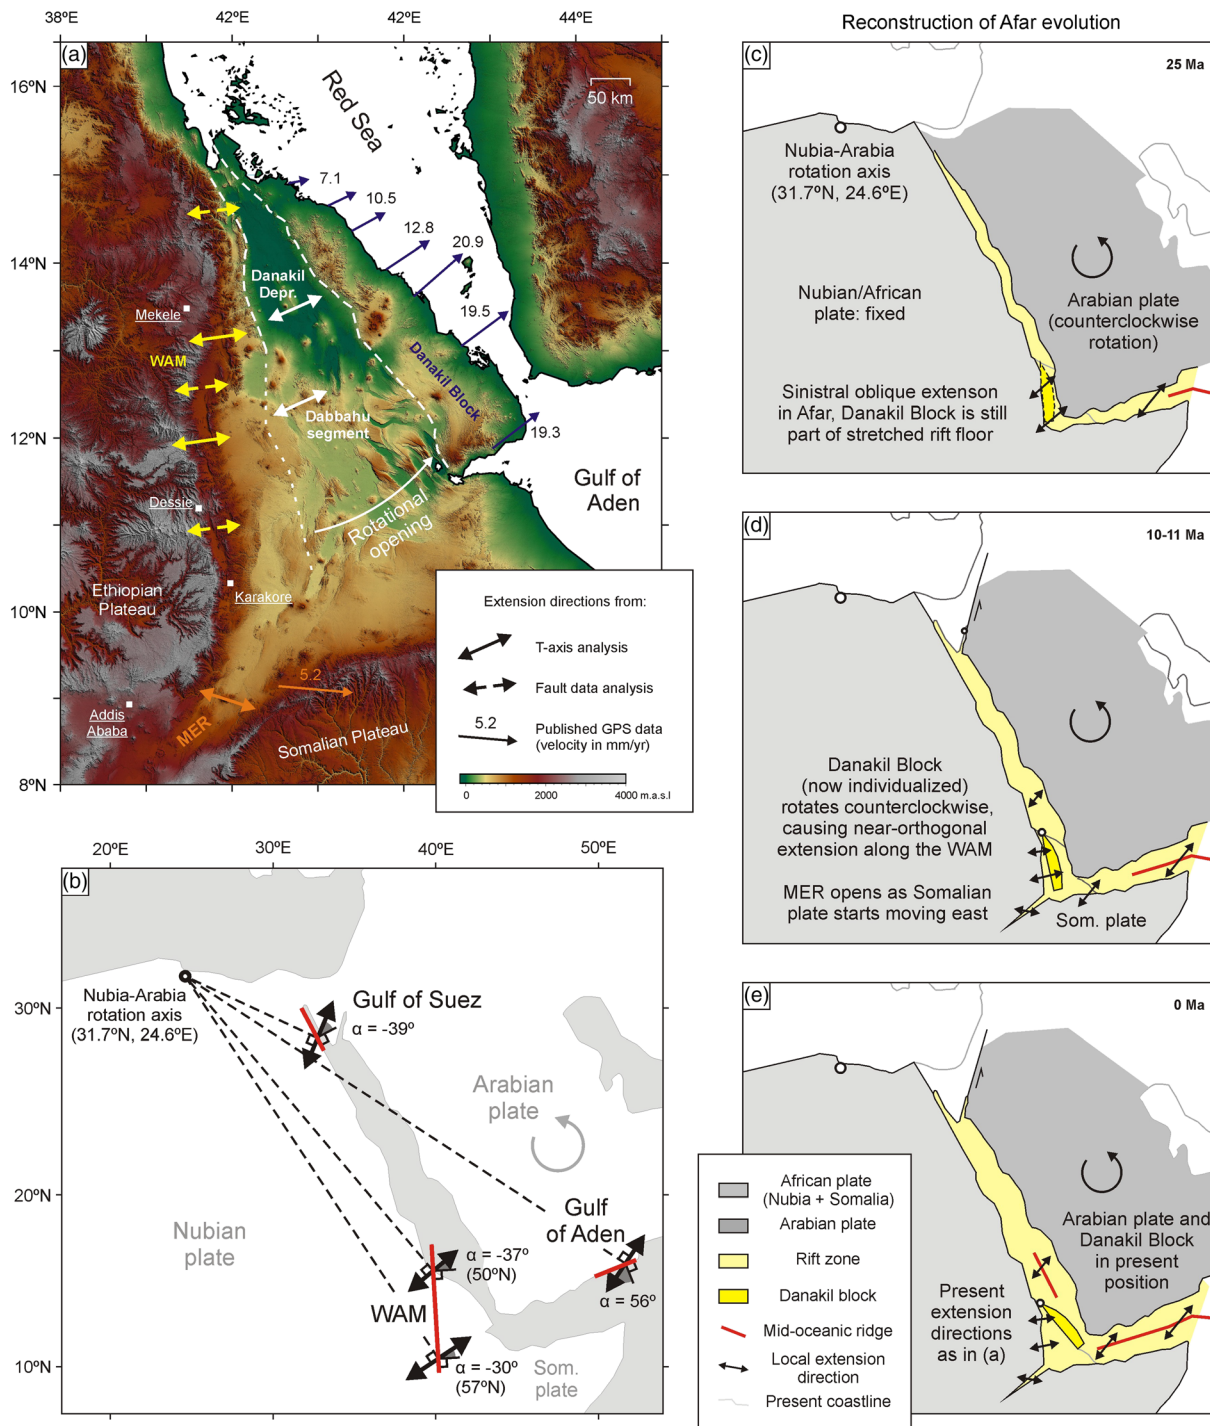 38ºE
42ºE
42ºE
44ºE
(a)
16ºN
14ºN
12ºN
10ºN
8ºN
Red Sea
50 km
7.1
10.5
12.8
20.9
19.5
19.3
Danakil
Depr.
Mekele
WAM
Danakil Block
Dabbahu
segment
Gulf of
Aden
Dessie
Rotational
opening
Ethiopian
Plateau
Karakore
5.2
Addis
Ababa
MER
Somalian Plateau
Extension directions from:
T-axis analysis
Fault data analysis
5.2
Published GPS data
(velocity in mm/yr)
0
2000
4000 m.a.s.l
20ºE
30ºE
40ºE
50ºE
(b)
30ºN
20ºN
10ºN
Nubia-Arabia
rotation axis
(31.7ºN, 24.6ºE)
Gulf of Suez
α = -39º
Arabian
plate
Nubian
plate
Gulf
of Aden
α = -37º
(50ºN)
α = 56º
WAM
α = -30º
(57ºN)
Som.
plate
Reconstruction of Afar evolution
(c)
25 Ma
Nubia-Arabia
rotation axis
(31.7ºN, 24.6ºE)
Nubian/African
plate: fixed
Arabian plate
(counterclockwise
rotation)
Sinistral oblique extenson
in Afar, Danakil Block is still
part of stretched rift floor
(d)
10-11 Ma
Danakil Block
(now individualized)
rotates counterclockwise,
causing near-orthogonal
extension along the WAM
MER opens as Somalian
plate starts moving east
Som. plate
(e)
0 Ma
Arabian plate and
Danakil Block
in present
position
Present
extension
directions
as in (a)
African plate
(Nubia + Somalia)
Arabian plate
Rift zone
Danakil block
Mid-oceanic ridge
Local extension
direction
Present coastline